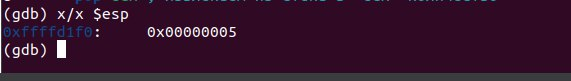 (gdb) x/x $esp
0xffffd1f0:     0x00000005
(gdb)